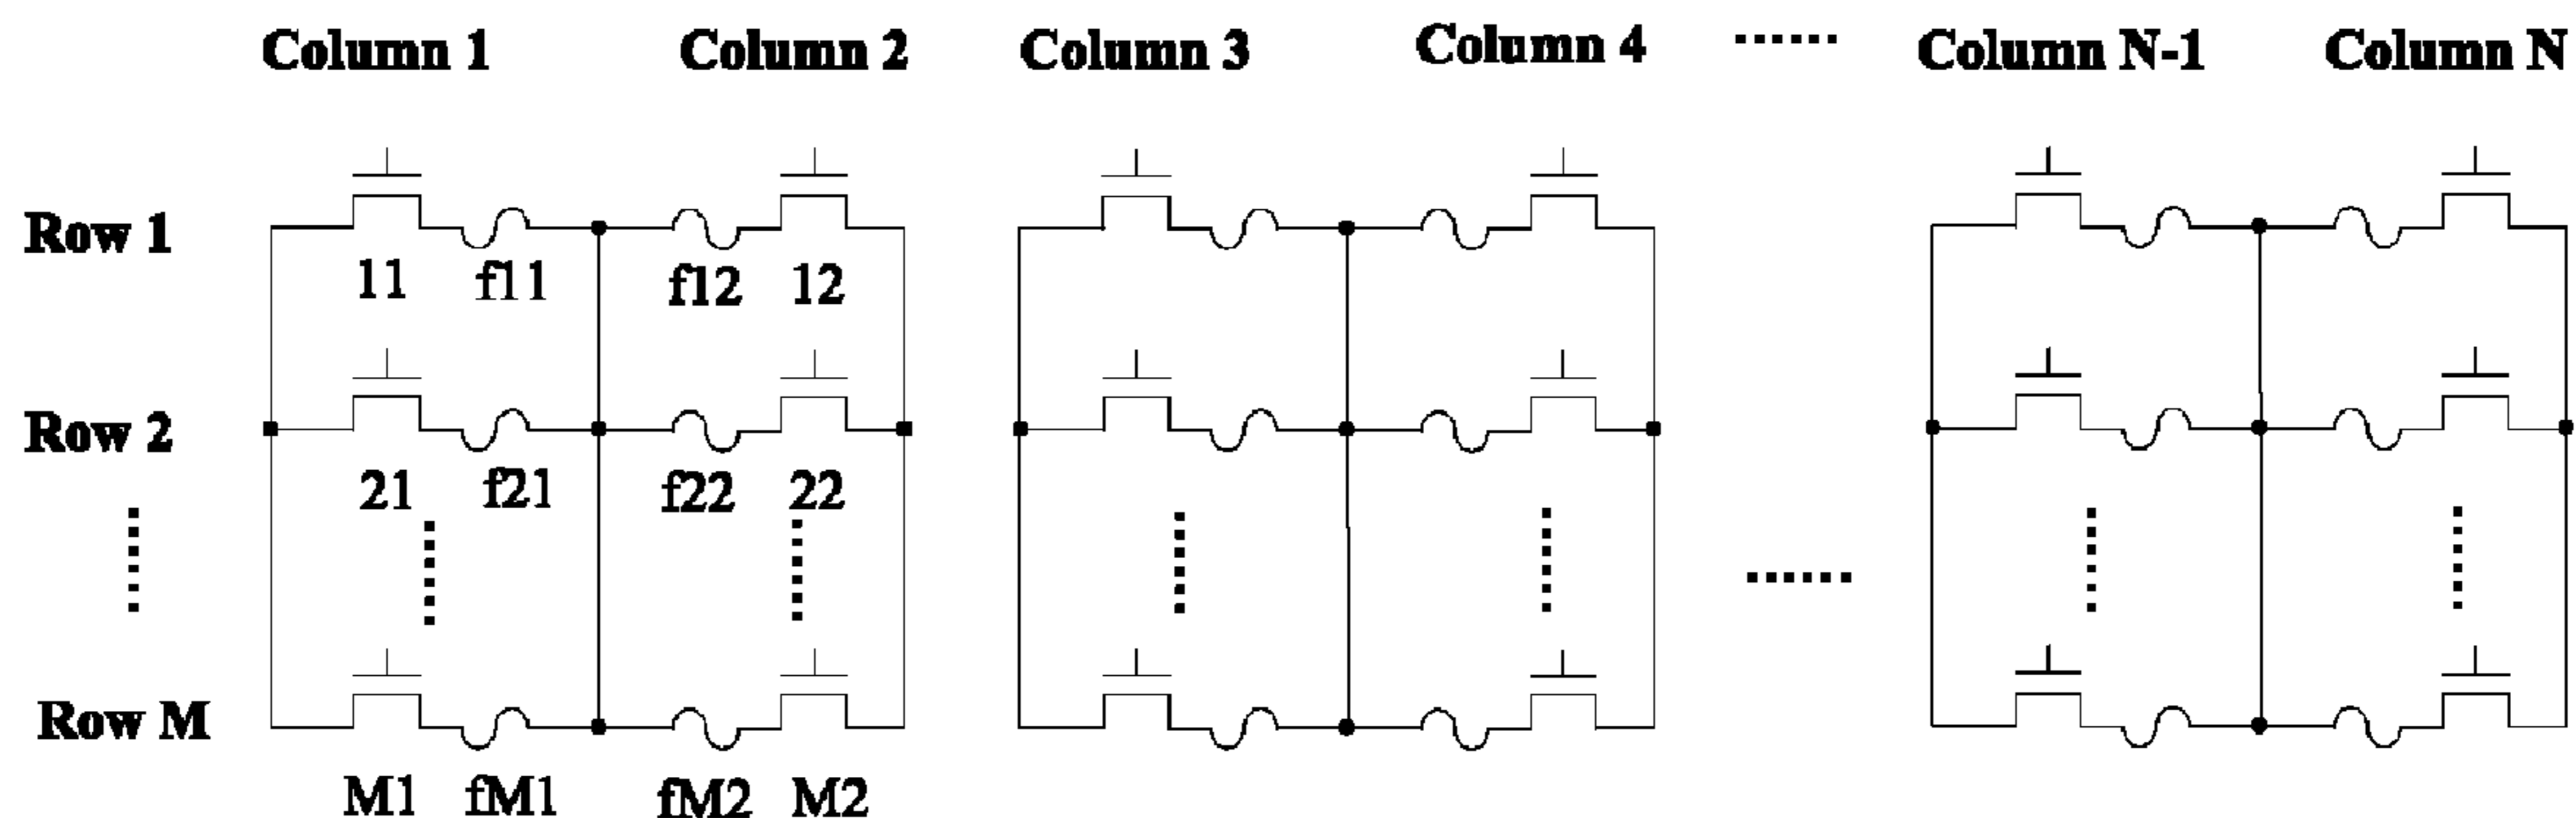 Column 1 Column 2 Column 3 Column 4 ...... Column N-1 Column N
Row 1
11 f11 f12 12
Row 2
21 f21 f22 22
Row M
M1 fM1 fM2 M2